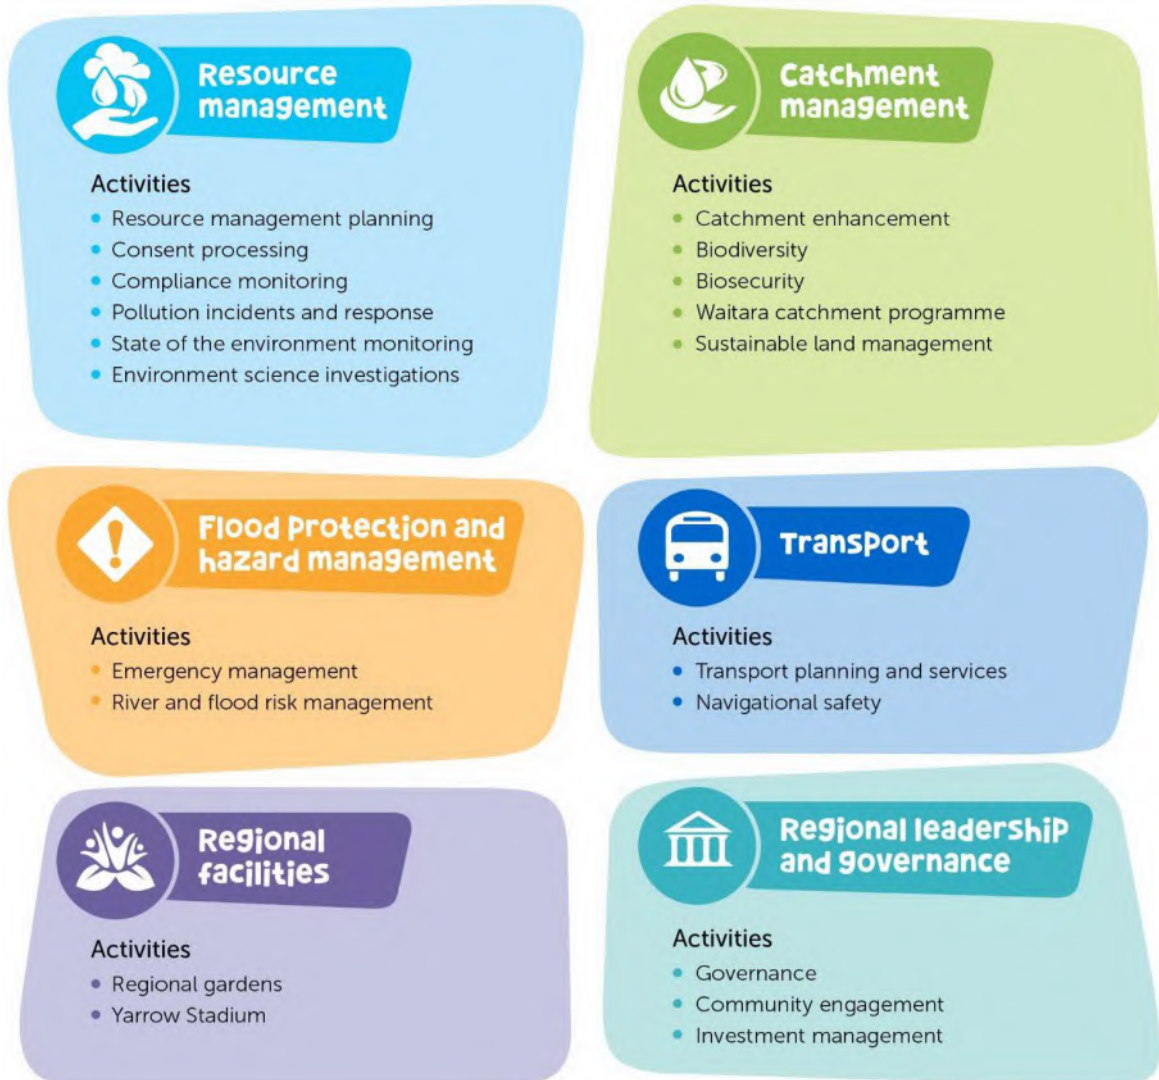 Resource
management
Activities
Resource management planning
Consent processing
Compliance monitoring
Pollution incidents and response
State of the environment monitoring
Environment science investigations
Catchment
management
Activities
Catchment enhancement
Biodiversity
Biosecurity
Waitara catchment programme
Sustainable land management
Flood protection and
hazard management
Activities
Emergency management
River and flood risk management
Transport
Activities
Transport planning and services
Navigational safety
Regional
facilities
Activities
Regional gardens
Yarrow Stadium
Regional leadership
and governance
Activities
Governance
Community engagement
Investment management